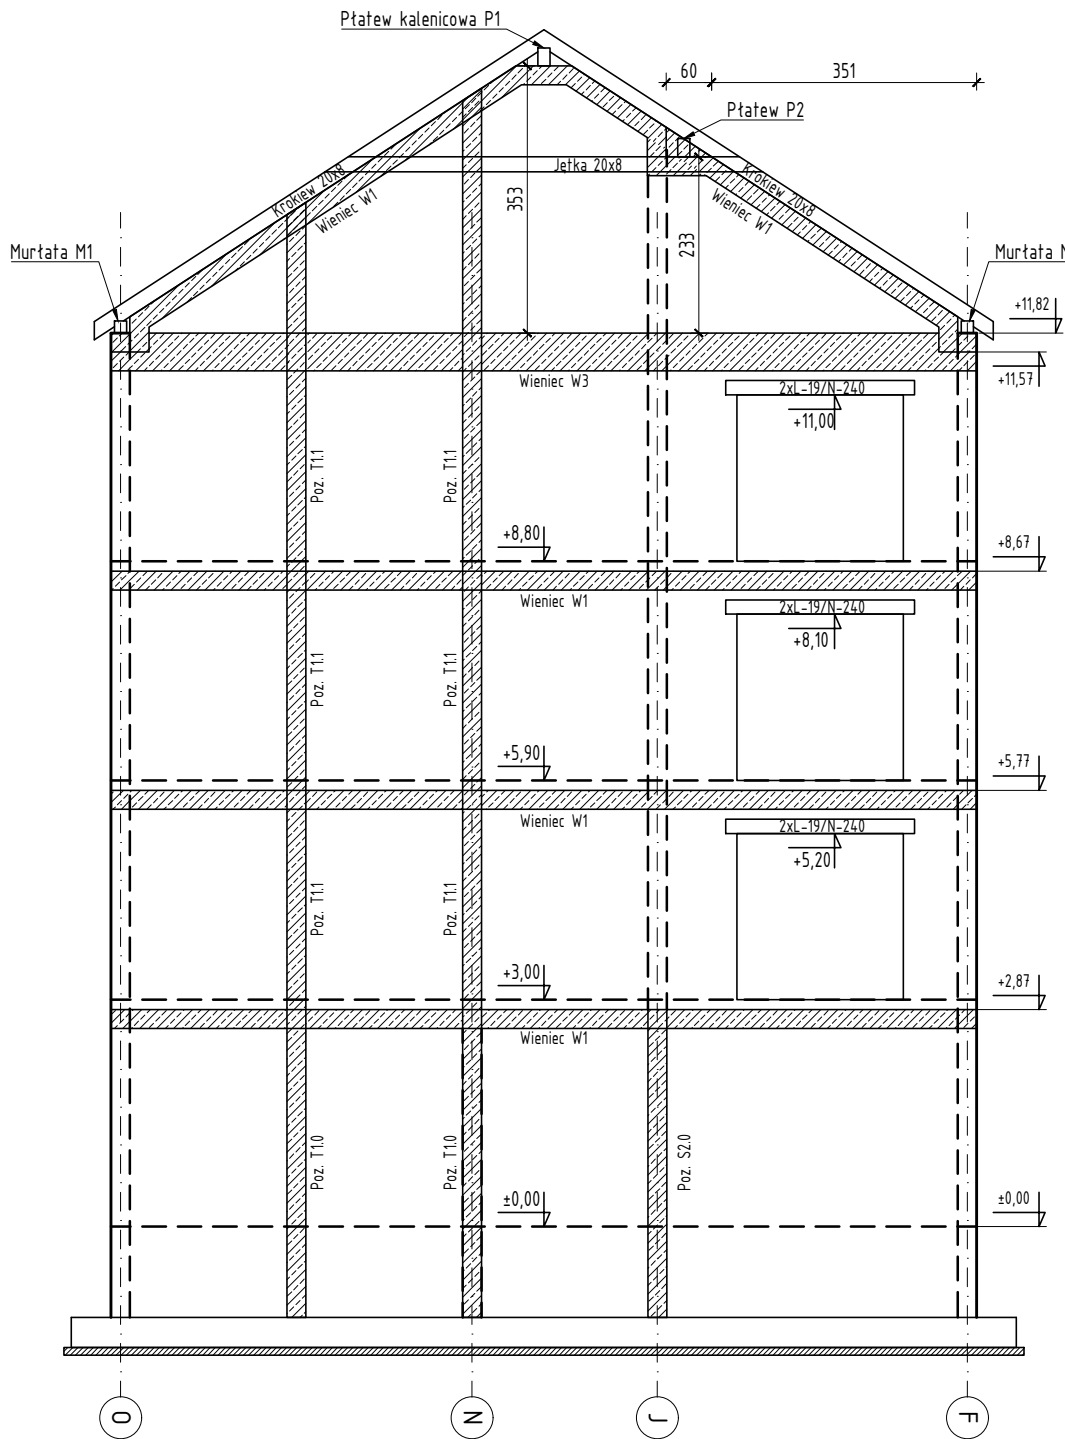 Płatew kalenicowa P1
60
351
Płatew P2
Jętka 20x8
Krokiew 20x8
Krokiew 20x8
Wieniec W1
Wieniec W1
353
233
Murłata M1
Murłata
+11,82
+11,57
Wieniec W3
2xL-19/N-240
+11,00
Poz. T1.1
Poz. T1.1
+8,80
+8,67
Wieniec W1
2xL-19/N-240
+8,10
Poz. T1.1
Poz. T1.1
+5,90
+5,77
Wieniec W1
2xL-19/N-240
+5,20
Poz. T1.1
Poz. T1.1
+3,00
+2,87
Wieniec W1
Poz. T1.0
Poz. T1.0
Poz. S2.0
±0,00
±0,00
O
N
J
F